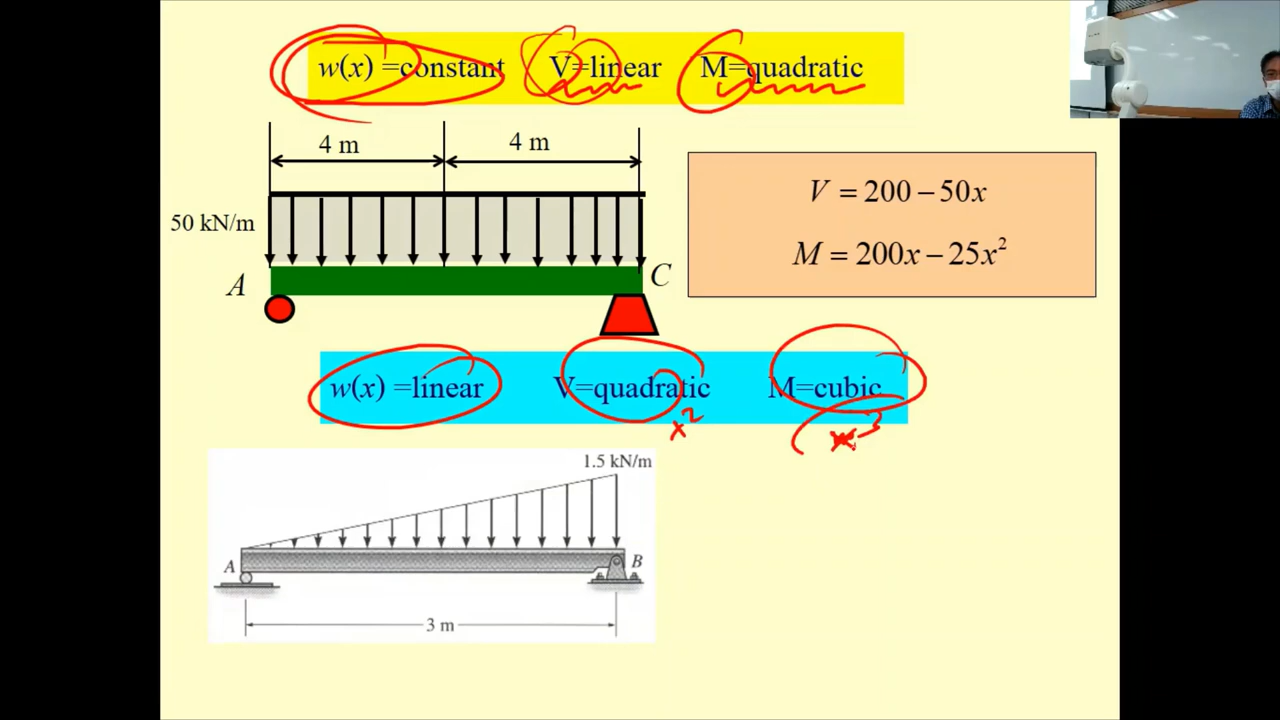 w(x) =constant V=linear M=quadratic
4 m 4 m
50 kN/m
A C
V = 200 − 50x
M = 200x − 25x²
w(x) =linear V=quadratic M=cubic
x²
1.5 kN/m
A B
3 m